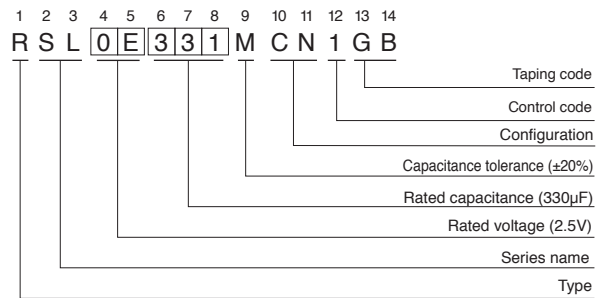 1 2 3 4 5 6 7 8 9 10 11 12 13 14
R S L 0 E 3 3 1 M C N 1 G B
Taping code
Control code
Configuration
Capacitance tolerance (±20%)
Rated capacitance (330μF)
Rated voltage (2.5V)
Series name
Type